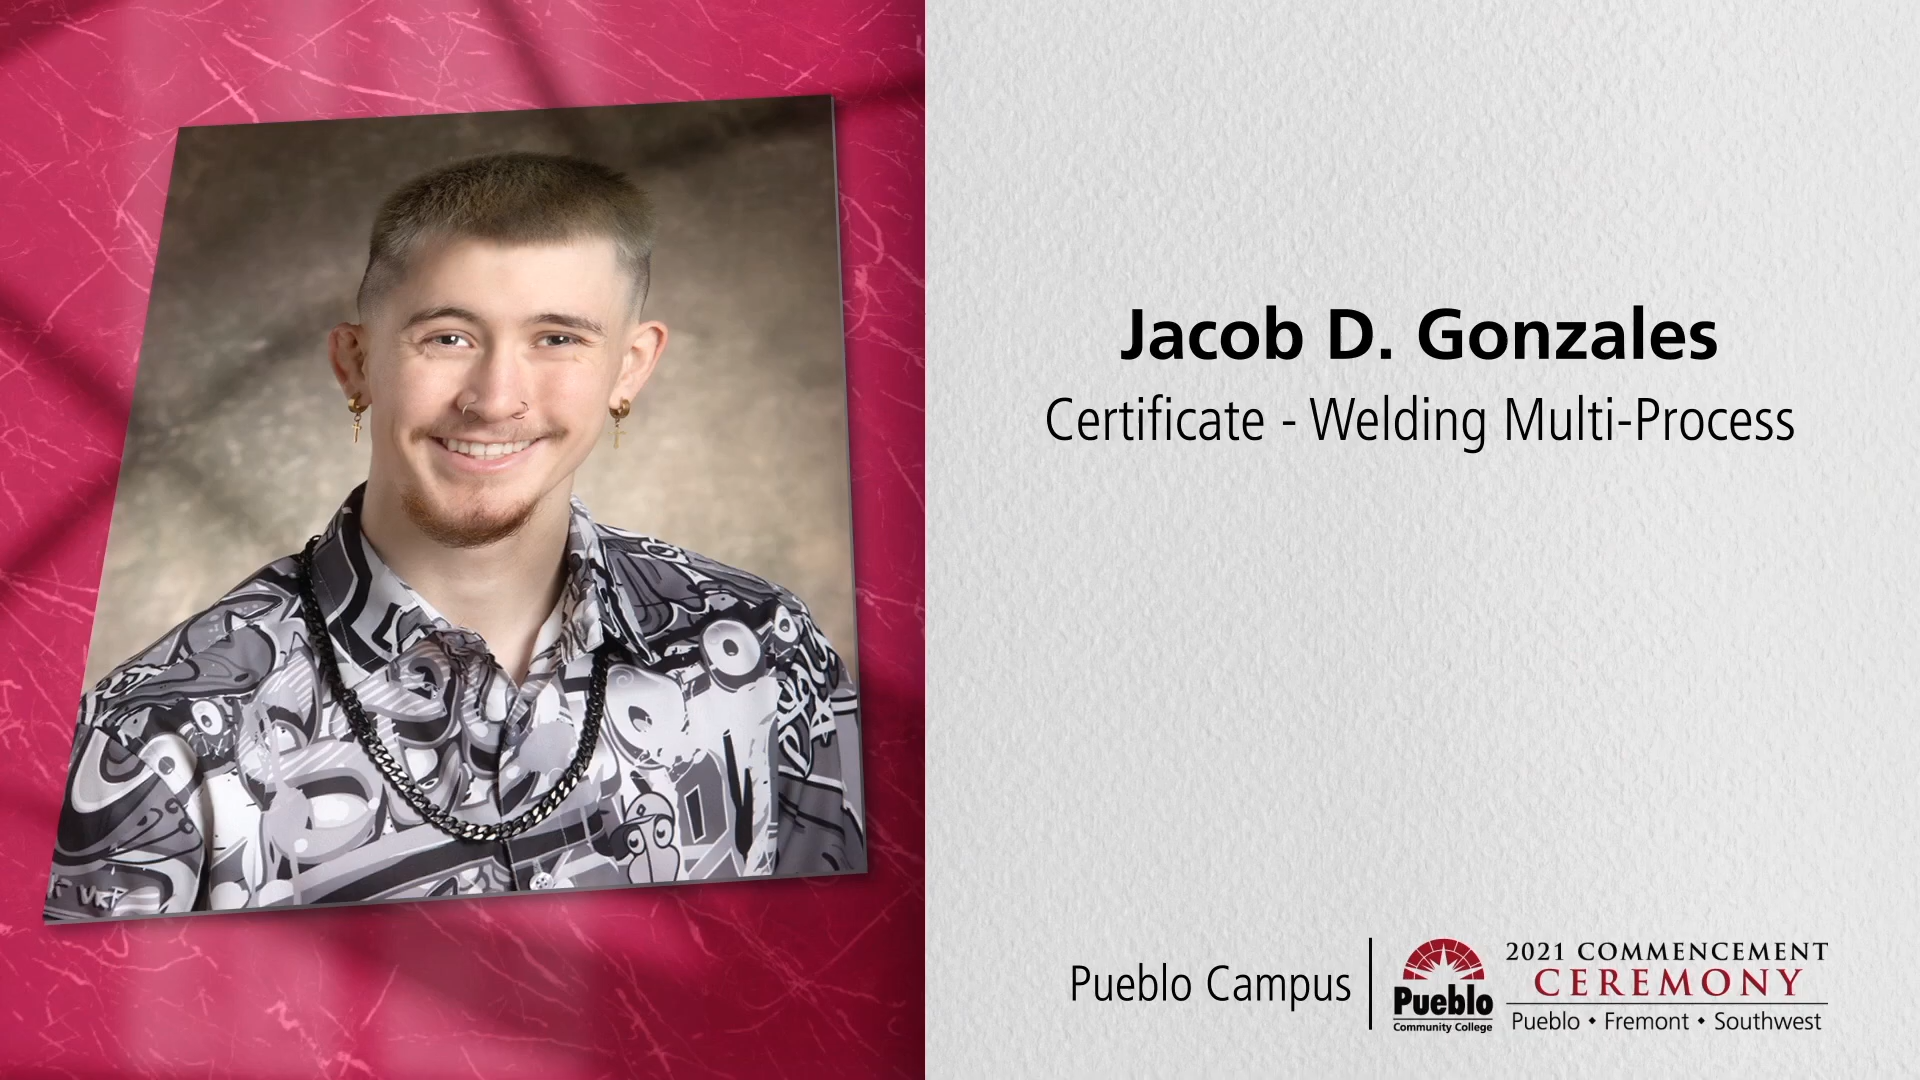 Jacob D. Gonzales
Certificate - Welding Multi-Process
Pueblo Campus
Pueblo
Community College
2021 COMMENCEMENT
CEREMONY
Pueblo • Fremont • Southwest